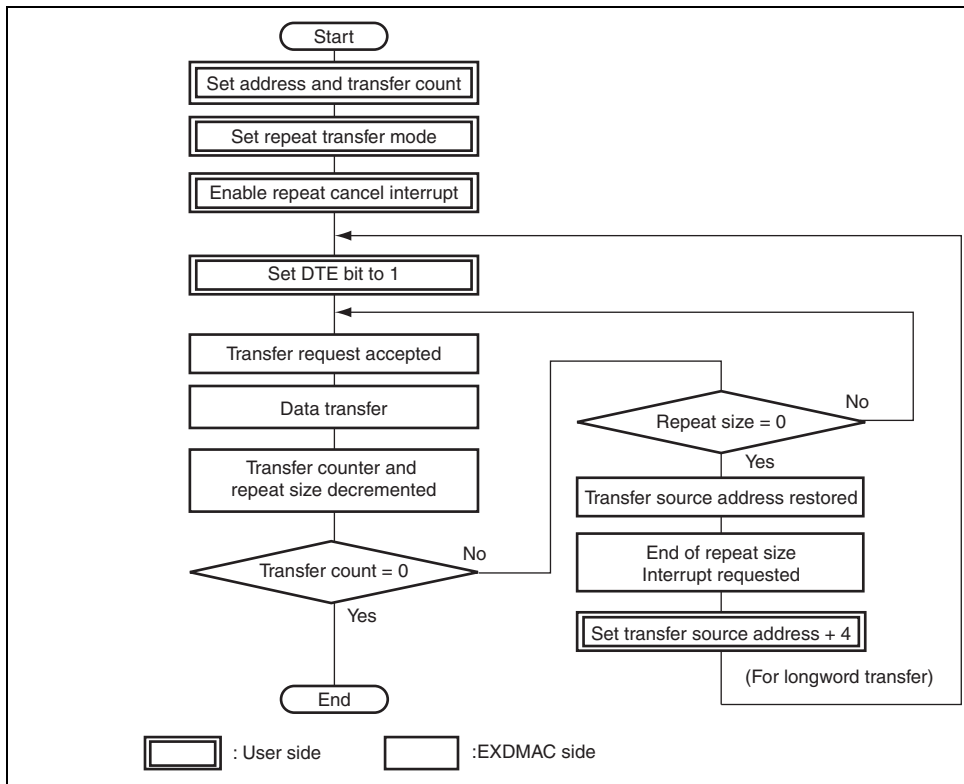 Start
Set address and transfer count
Set repeat transfer mode
Enable repeat cancel interrupt
Set DTE bit to 1
Transfer request accepted
Data transfer
Transfer counter and
repeat size decremented
Transfer count = 0
No
Yes
End
Repeat size = 0
No
Yes
Transfer source address restored
End of repeat size
Interrupt requested
Set transfer source address + 4
(For longword transfer)
: User side
:EXDMAC side